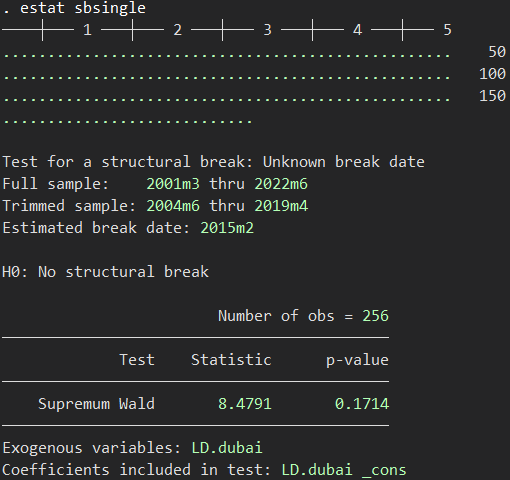 . estat sbsingle
1 2 3 4 5
.................................................. 50
.................................................. 100
.................................................. 150
............................
Test for a structural break: Unknown break date
Full sample: 2001m3 thru 2022m6
Trimmed sample: 2004m6 thru 2019m4
Estimated break date: 2015m2
H0: No structural break
Number of obs = 256
Test Statistic p-value
Supremum Wald 8.4791 0.1714
Exogenous variables: LD.dubai
Coefficients included in test: LD.dubai _cons